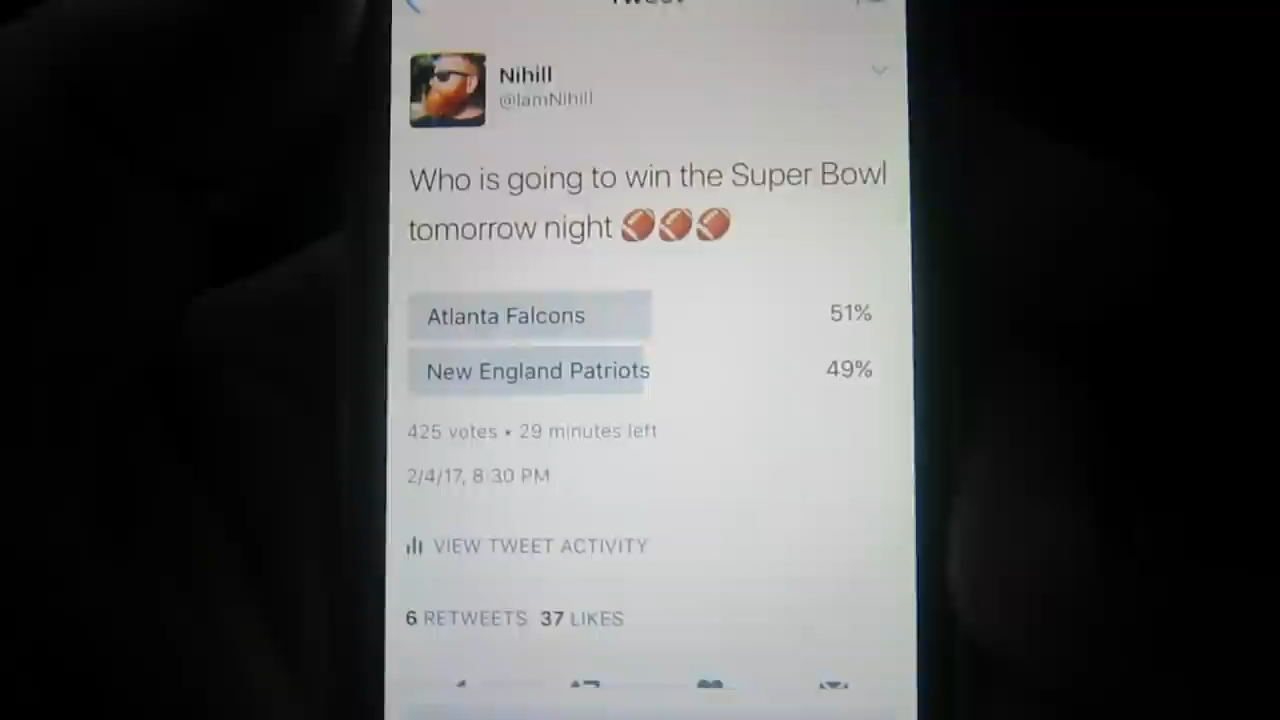 Tweet
Nihill
@IamNihill
Who is going to win the Super Bowl
tomorrow night 🏈🏈🏈
Atlanta Falcons 51%
New England Patriots 49%
425 votes • 29 minutes left
2/4/17, 8:30 PM
VIEW TWEET ACTIVITY
6 RETWEETS 37 LIKES